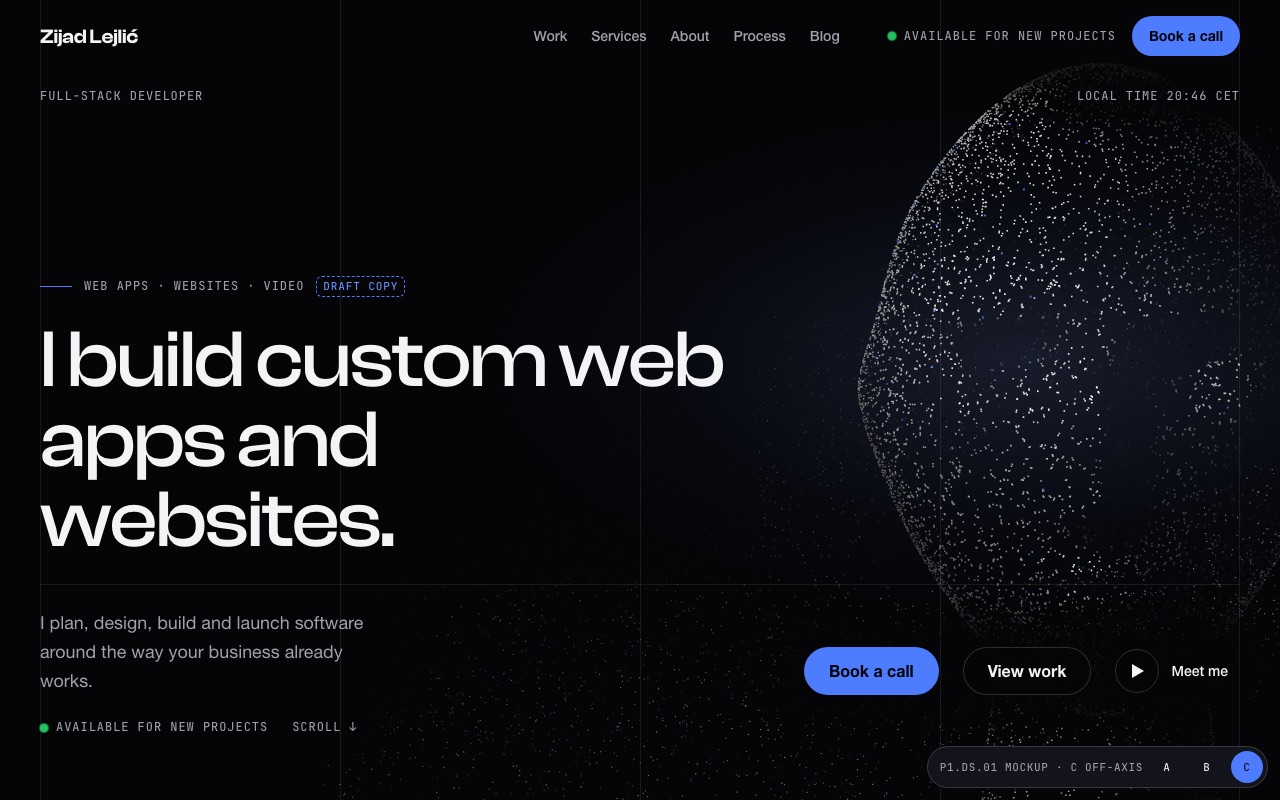 Zijad Lejlić
Work
Services
About
Process
Blog
AVAILABLE FOR NEW PROJECTS
Book a call
FULL-STACK DEVELOPER
LOCAL TIME 20:46 CET
WEB APPS · WEBSITES · VIDEO
DRAFT COPY
I build custom web
apps and
websites.
I plan, design, build and launch software
around the way your business already
works.
Book a call
View work
Meet me
AVAILABLE FOR NEW PROJECTS
SCROLL ↓
P1.DS.01 MOCKUP · C OFF-AXIS
A
B
C